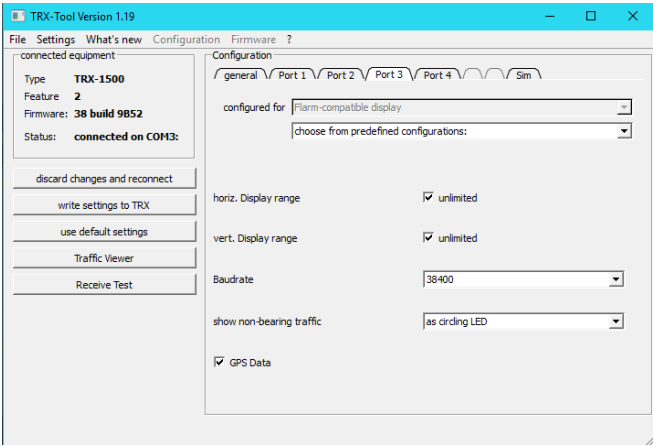 TRX-Tool Version 1.19
File Settings What's new Configuration Firmware ?
connected equipment
Type TRX-1500
Feature 2
Firmware: 38 build 9B52
Status: connected on COM3:
discard changes and reconnect
write settings to TRX
use default settings
Traffic Viewer
Receive Test
Configuration
general Port 1 Port 2 Port 3 Port 4 Sim
configured for Flarm-compatible display
choose from predefined configurations:
horiz. Display range unlimited
vert. Display range unlimited
Baudrate 38400
show non-bearing traffic as circling LED
GPS Data